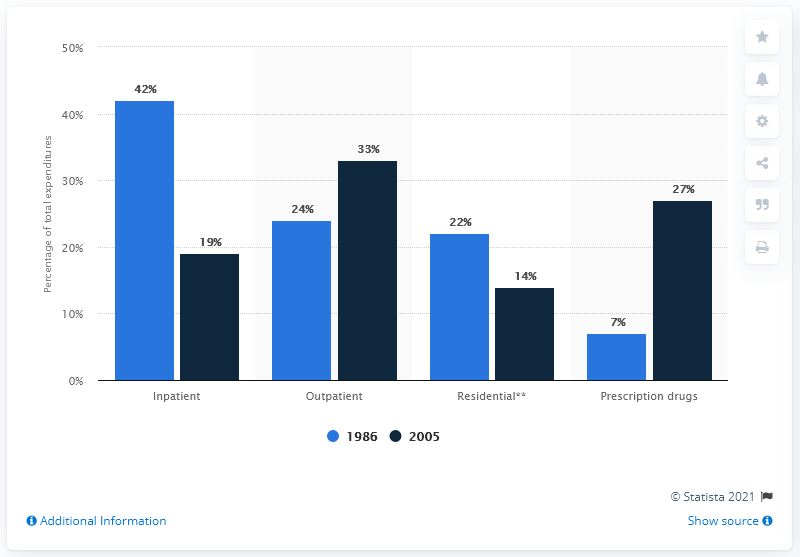 50%
40%
30%
20%
10%
0%
Percentage of total expenditures
42%
19%
24%
33%
22%
14%
7%
27%
Inpatient
Outpatient
Residential**
Prescription drugs
1986
2005
© Statista 2021
Additional Information
Show source